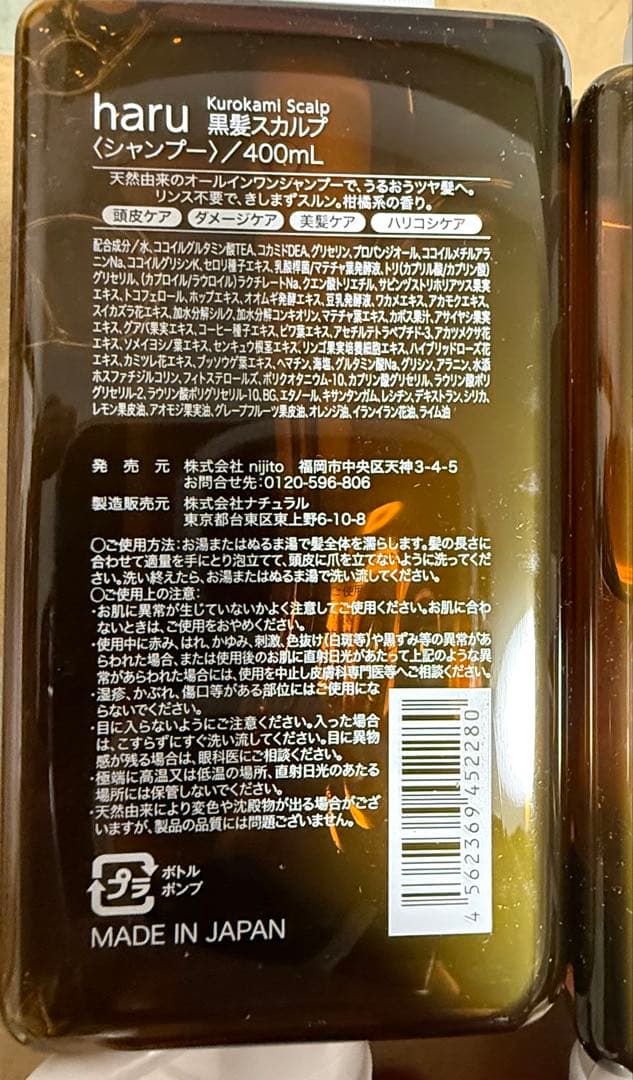 haru Kurokami Scalp
黒髪スカルプ
〈シャンプー〉/400mL
天然由来のオールインワンシャンプーで、うるおうツヤ髪へ。
リンス不要で、きしまずスルン。柑橘系の香り。
頭皮ケア ダメージケア 美髪ケア ハリコシケア
配合成分/水、ココイルグルタミン酸TEA、コカミドDEA、グリセリン、プロパンジオール、ココイルメチルアラ
ニンNa、ココイルグリシンK、セロリ種子エキス、乳酸桿菌/マテチャ葉発酵液、トリ(カプリル酸/カプリン酸)
グリセリル、(カプロイル/ラウロイル)ラクチレートNa、クエン酸トリエチル、サピンヅストリホリアツス果実
エキス、トコフェロール、ホップエキス、オオムギ発酵エキス、豆乳発酵液、ワカメエキス、アカモクエキス、
スイカズラ花エキス、加水分解シルク、加水分解コンキオリン、マテチャ葉エキス、カポス果汁、アサイヤシ果実
エキス、グアバ果実エキス、コーヒー種子エキス、ビワ葉エキス、アセチルテトラペプチド-3、アカツメクサ花
エキス、ソメイヨシノ葉エキス、センキュウ根茎エキス、リンゴ果実培養細胞エキス、ハイブリッドローズ花
エキス、カミツレ花エキス、ブッソウゲ葉エキス、ヘマチン、海塩、グルタミン酸Na、グリシン、アラニン、水添
ホスファチジルコリン、フィトステロールズ、ポリクオタニウム-10、カプリン酸グリセリル、ラウリン酸ポリ
グリセリル-2、ラウリン酸ポリグリセリル-10、BG、エタノール、キサンタンガム、レシチン、デキストラン、シリカ、
レモン果皮油、アオモジ果実油、グレープフルーツ果皮油、オレンジ油、イランイラン花油、ライム油
発売元 株式会社 nijito 福岡市中央区天神3-4-5
お問合せ先:0120-596-806
製造販売元 株式会社ナチュラル
東京都台東区東上野6-10-8
〇ご使用方法:お湯またはぬるま湯で髪全体を濡らします。髪の長さに
合わせて適量を手にとり泡立てて、頭皮に爪を立てないように洗ってくだ
さい。洗い終えたら、お湯またはぬるま湯で洗い流してください。
〇ご使用上の注意:
・お肌に異常が生じていないかよく注意してご使用ください。お肌に合わ
ないときは、ご使用をおやめください。
・使用中に赤み、はれ、かゆみ、刺激、色抜け(白斑等)や黒ずみ等の異常があ
らわれた場合、または使用後のお肌に直射日光があたって上記のような異
常があらわれた場合には、使用を中止し皮膚科専門医等へご相談ください。
・湿疹、かぶれ、傷口等がある部位にはご使用にな
らないでください。
・目に入らないようにご注意ください。入った場合
は、こすらずにすぐ洗い流してください。目に異物
感が残る場合は、眼科医にご相談ください。
・極端に高温又は低温の場所、直射日光のあたる
場所には保管しないでください。
・天然由来により変色や沈殿物が出る場合がござ
いますが、製品の品質には問題ございません。
プラ ボトル
ポンプ
MADE IN JAPAN
4 562369 452280